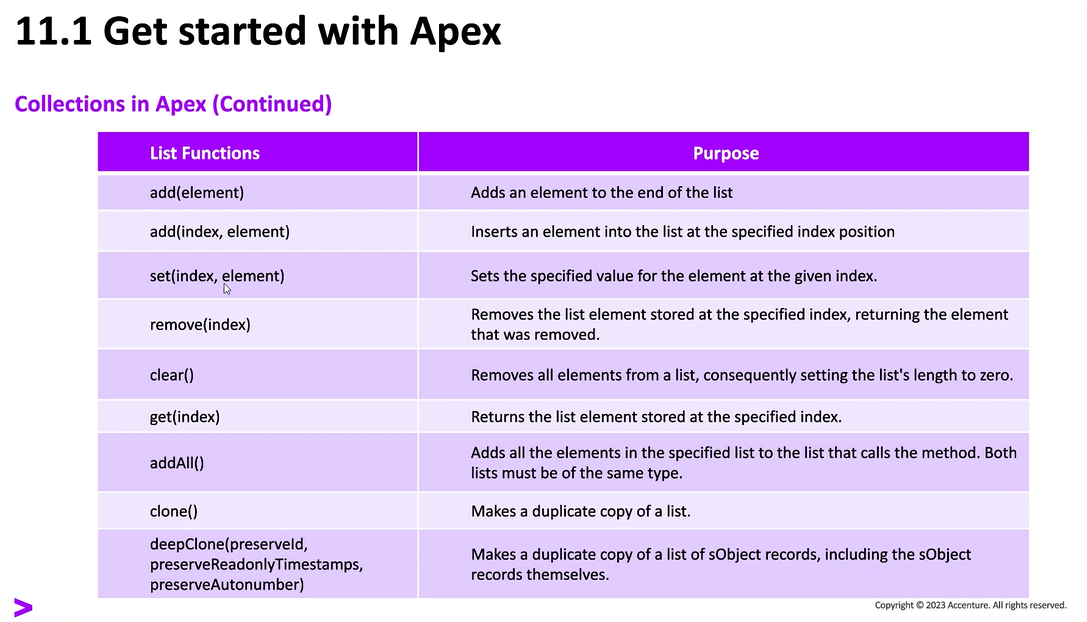 11.1 Get started with Apex
Collections in Apex (Continued)
List Functions
Purpose
add(element)
Adds an element to the end of the list
add(index, element)
Inserts an element into the list at the specified index position
set(index, element)
Sets the specified value for the element at the given index.
remove(index)
Removes the list element stored at the specified index, returning the element
that was removed.
clear()
Removes all elements from a list, consequently setting the list's length to zero.
get(index)
Returns the list element stored at the specified index.
addAll()
Adds all the elements in the specified list to the list that calls the method. Both
lists must be of the same type.
clone()
Makes a duplicate copy of a list.
deepClone(preserveId,
preserveReadonlyTimestamps,
preserveAutonumber)
Makes a duplicate copy of a list of sObject records, including the sObject
records themselves.
>
Copyright © 2023 Accenture. All rights reserved.